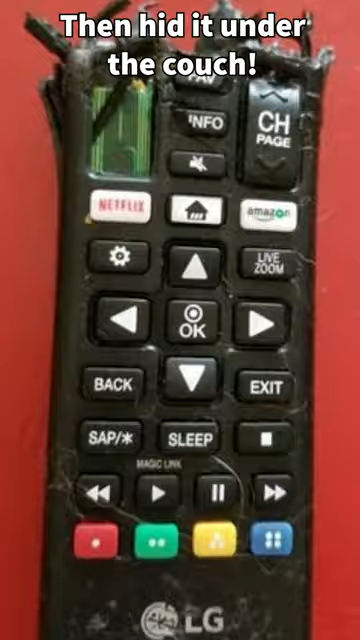 Then hid it under
the couch!
FAV
INFO
CH
PAGE
NETFLIX
amazon
LIVE
ZOOM
OK
BACK
EXIT
SAP/*
SLEEP
MAGIC LINK
LG